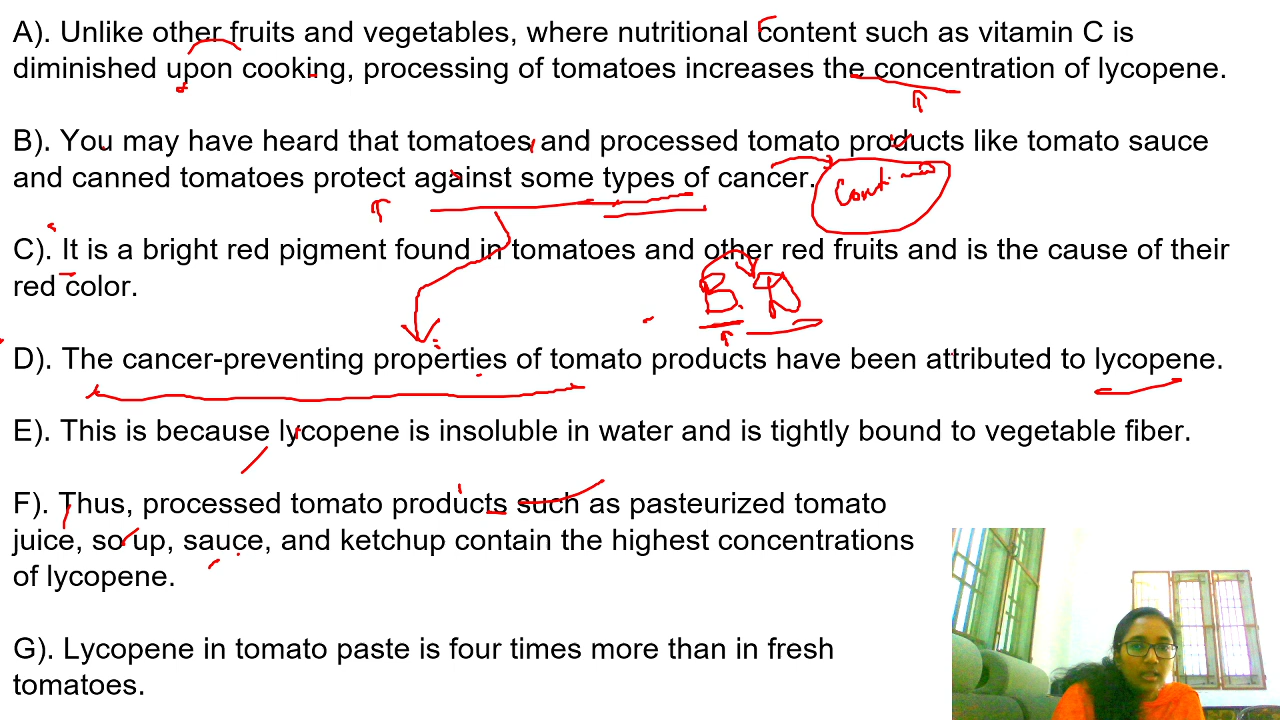 A). Unlike other fruits and vegetables, where nutritional content such as vitamin C is
diminished upon cooking, processing of tomatoes increases the concentration of lycopene.
B). You may have heard that tomatoes and processed tomato products like tomato sauce
and canned tomatoes protect against some types of cancer.
C). It is a bright red pigment found in tomatoes and other red fruits and is the cause of their
red color.
B. D
D). The cancer-preventing properties of tomato products have been attributed to lycopene.
E). This is because lycopene is insoluble in water and is tightly bound to vegetable fiber.
F). Thus, processed tomato products such as pasteurized tomato
juice, soup, sauce, and ketchup contain the highest concentrations
of lycopene.
G). Lycopene in tomato paste is four times more than in fresh
tomatoes.